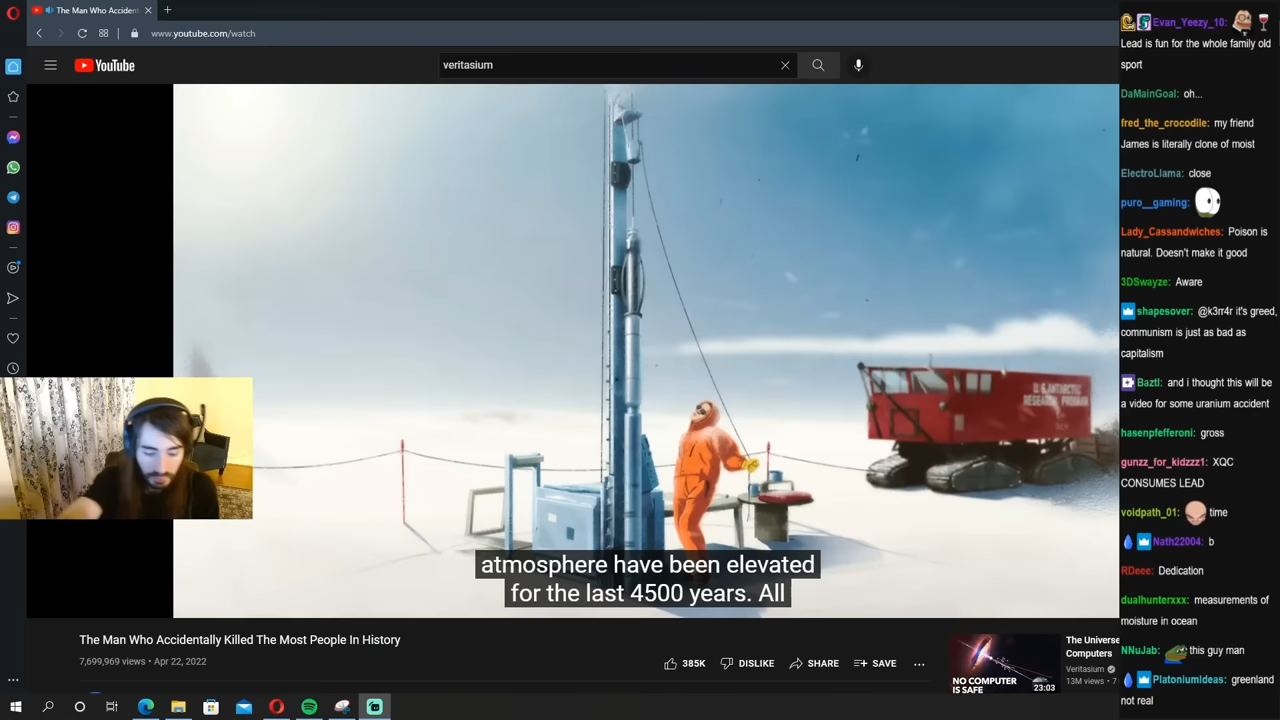 The Man Who Acciden
www.youtube.com/watch
YouTube
veritasium
U.S. ANTARCTIC
RESEARCH PROGRAM
atmosphere have been elevated
for the last 4500 years. All
The Man Who Accidentally Killed The Most People In History
7,699,969 views • Apr 22, 2022
385K
DISLIKE
SHARE
SAVE
NO COMPUTER
IS SAFE
23:03
The Universe
Computers
Veritasium
13M views • 7
Evan_Yeezy_10:
Lead is fun for the whole family old
sport
DaMainGoal: oh...
fred_the_crocodile: my friend
James is literally clone of moist
ElectroLlama: close
puro__gaming:
Lady_Cassandwiches: Poison is
natural. Doesn't make it good
3DSwayze: Aware
shapesover: @k3rr4r it's greed,
communism is just as bad as
capitalism
Baztl: and i thought this will be
a video for some uranium accident
hasenpfefferoni: gross
gunzz_for_kidzzz1: XQC
CONSUMES LEAD
voldpath_01: time
Nath22004: b
RDeee: Dedication
dualhunterxxx: measurements of
moisture in ocean
NNuJab: this guy man
PlatoniumIdeas: greenland
not real